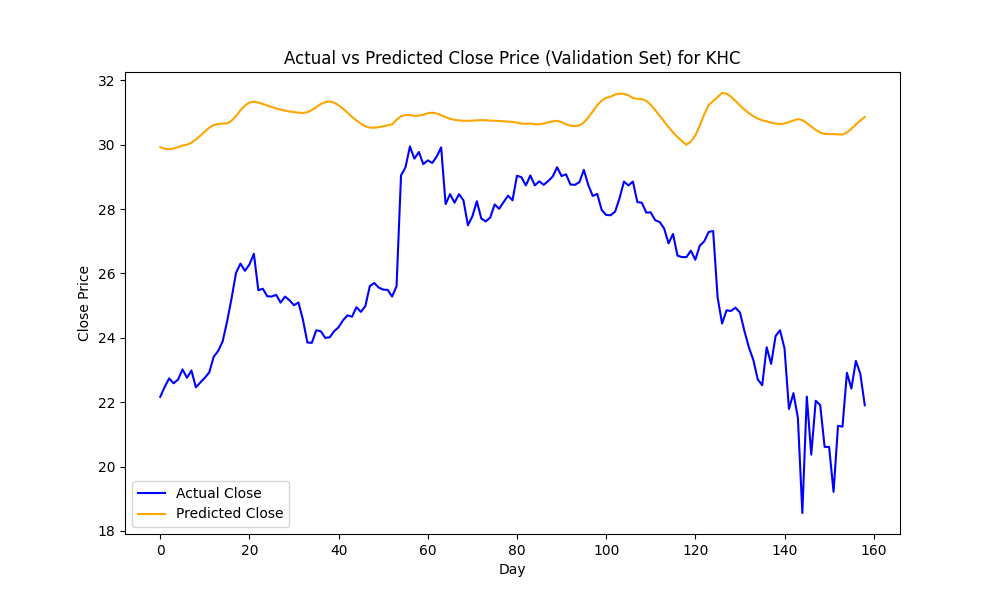 Actual vs Predicted Close Price (Validation Set) for KHC
Close Price
32
30
28
26
24
22
20
18
Actual Close
Predicted Close
0 20 40 60 80 100 120 140 160
Day